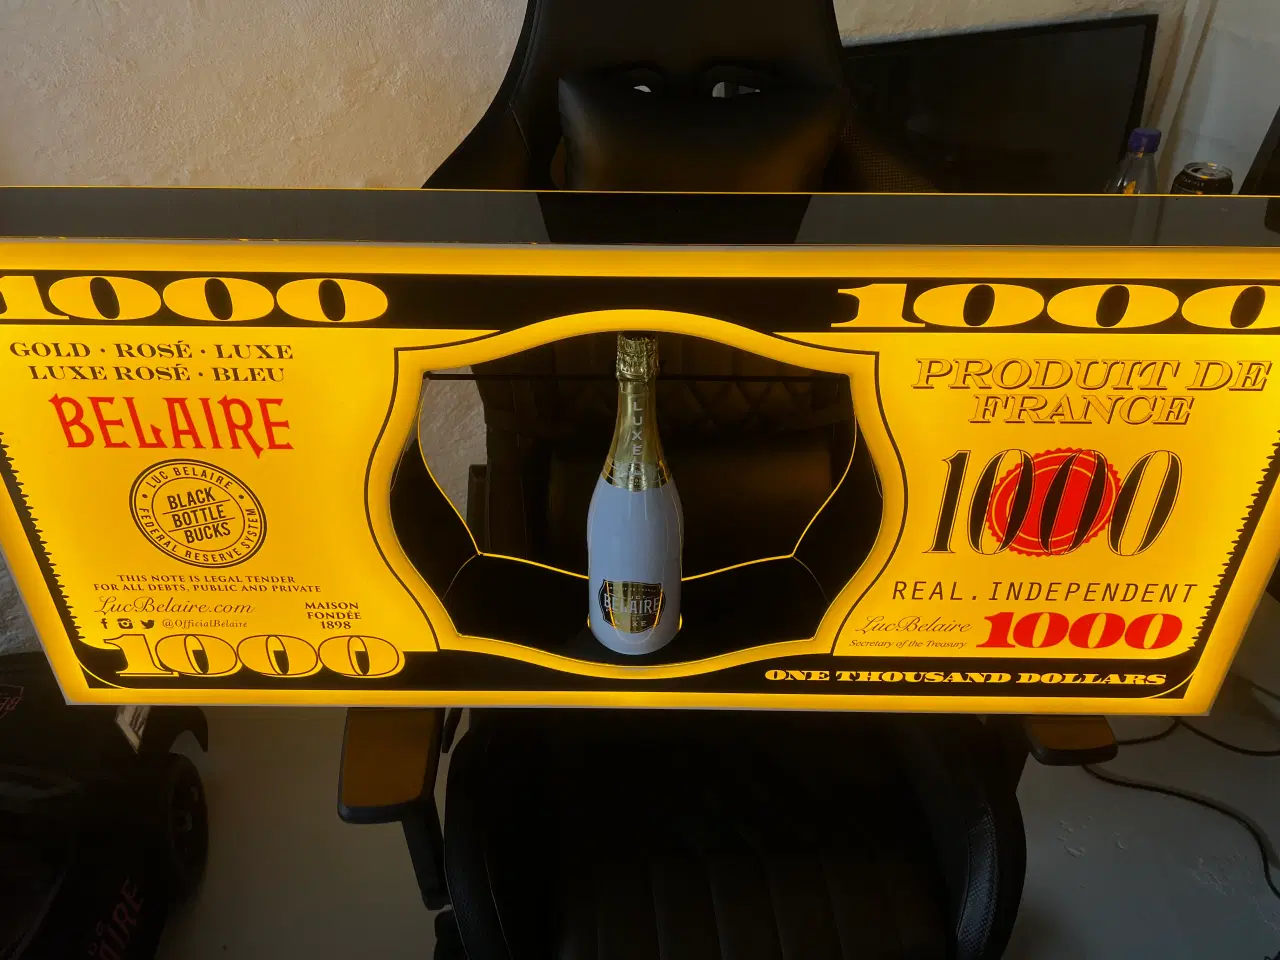 1000
1000
GOLD · ROSÉ · LUXE
LUXE ROSÉ · BLEU
BELAIRE
LUC BELAIRE
BLACK
BOTTLE
BUCKS
FEDERAL RESERVE SYSTEM
THIS NOTE IS LEGAL TENDER
FOR ALL DEBTS, PUBLIC AND PRIVATE
LucBelaire.com
@OfficialBelaire
MAISON
FONDÉE
1898
1000
LUXE
BELAIRE
LUXE
PRODUIT DE
FRANCE
1000
REAL.INDEPENDENT
LucBelaire
Secretary of the Treasury
1000
ONE THOUSAND DOLLARS